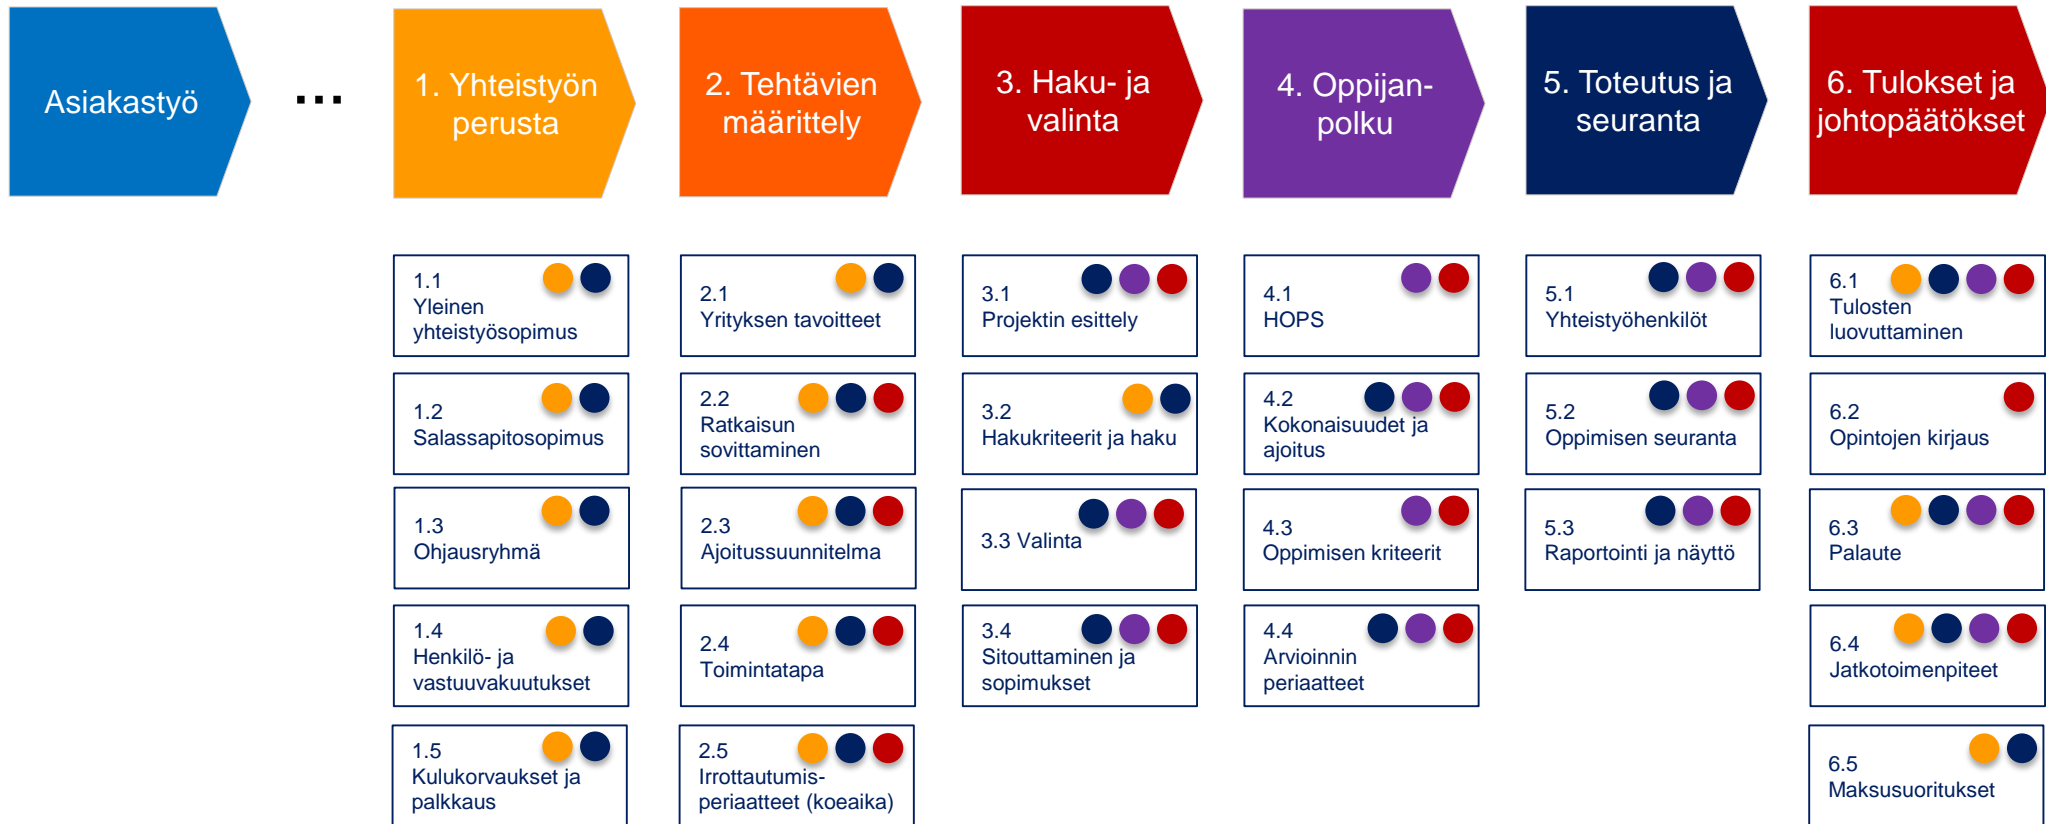 Asiakastyö
...
1. Yhteistyön
perusta
2. Tehtävien
määrittely
3. Haku- ja
valinta
4. Oppijan-
polku
5. Toteutus ja
seuranta
6. Tulokset ja
johtopäätökset
1.1
Yleinen
yhteistyösopimus
1.2
Salassapitosopimus
1.3
Ohjausryhmä
1.4
Henkilö- ja
vastuuvakuutukset
1.5
Kulukorvaukset ja
palkkaus
2.1
Yrityksen tavoitteet
2.2
Ratkaisun
sovittaminen
2.3
Ajoitussuunnitelma
2.4
Toimintatapa
2.5
Irrottautumis-
periaatteet (koeaika)
3.1
Projektin esittely
3.2
Hakukriteerit ja haku
3.3 Valinta
3.4
Sitouttaminen ja
sopimukset
4.1
HOPS
4.2
Kokonaisuudet ja
ajoitus
4.3
Oppimisen kriteerit
4.4
Arvioinnin
periaatteet
5.1
Yhteistyöhenkilöt
5.2
Oppimisen seuranta
5.3
Raportointi ja näyttö
6.1
Tulosten
luovuttaminen
6.2
Opintojen kirjaus
6.3
Palaute
6.4
Jatkotoimenpiteet
6.5
Maksusuoritukset